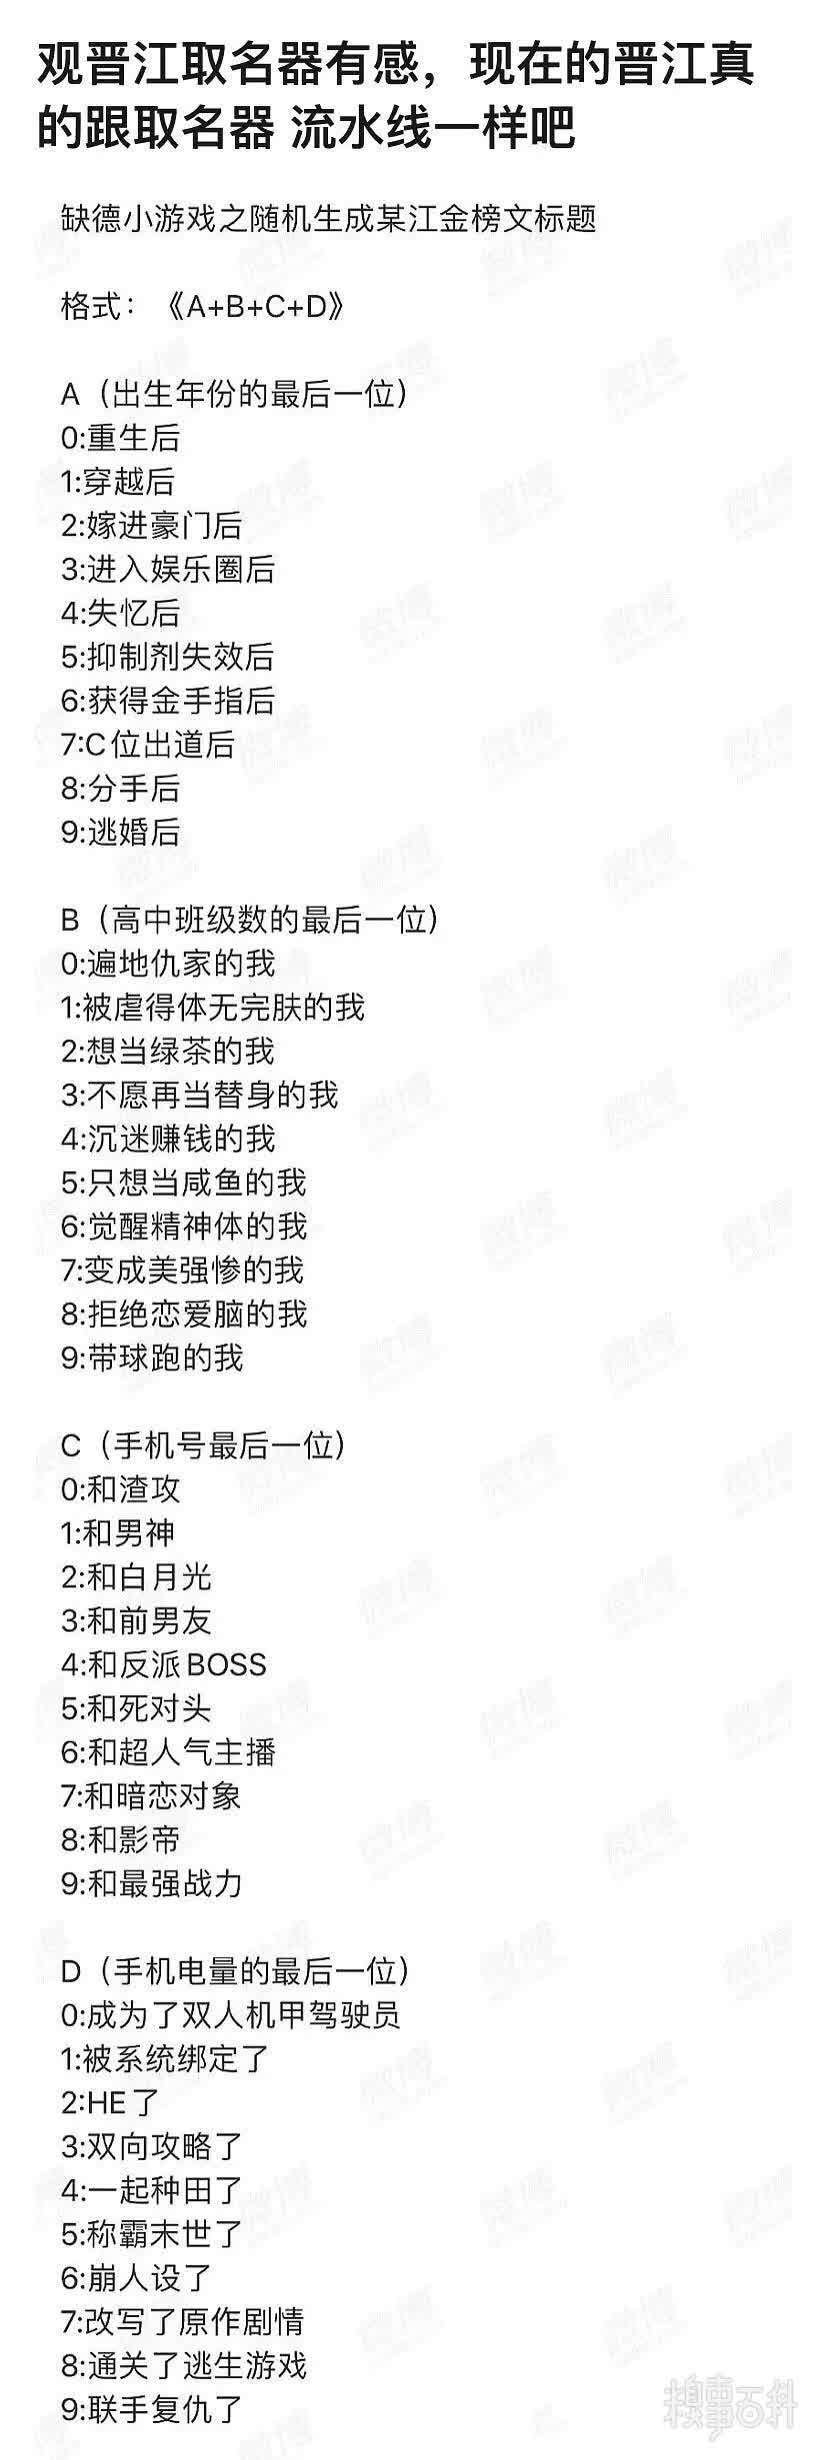 观晋江取名器有感，现在的晋江真
的跟取名器 流水线一样吧
缺德小游戏之随机生成某江金榜文标题
格式：《A+B+C+D》
A（出生年份的最后一位）
0:重生后
1:穿越后
2:嫁进豪门后
3:进入娱乐圈后
4:失忆后
5:抑制剂失效后
6:获得金手指后
7:C位出道后
8:分手后
9:逃婚后
B（高中班级数的最后一位）
0:遍地仇家的我
1:被虐得体无完肤的我
2:想当绿茶的我
3:不愿再当替身的我
4:沉迷赚钱的我
5:只想当咸鱼的我
6:觉醒精神体的我
7:变成美强惨的我
8:拒绝恋爱脑的我
9:带球跑的我
C（手机号最后一位）
0:和渣攻
1:和男神
2:和白月光
3:和前男友
4:和反派BOSS
5:和死对头
6:和超人气主播
7:和暗恋对象
8:和影帝
9:和最强战力
D（手机电量的最后一位）
0:成为了双人机甲驾驶员
1:被系统绑定了
2:HE了
3:双向攻略了
4:一起种田了
5:称霸末世了
6:崩人设了
7:改写了原作剧情
8:通关了逃生游戏
9:联手复仇了
糗事百科